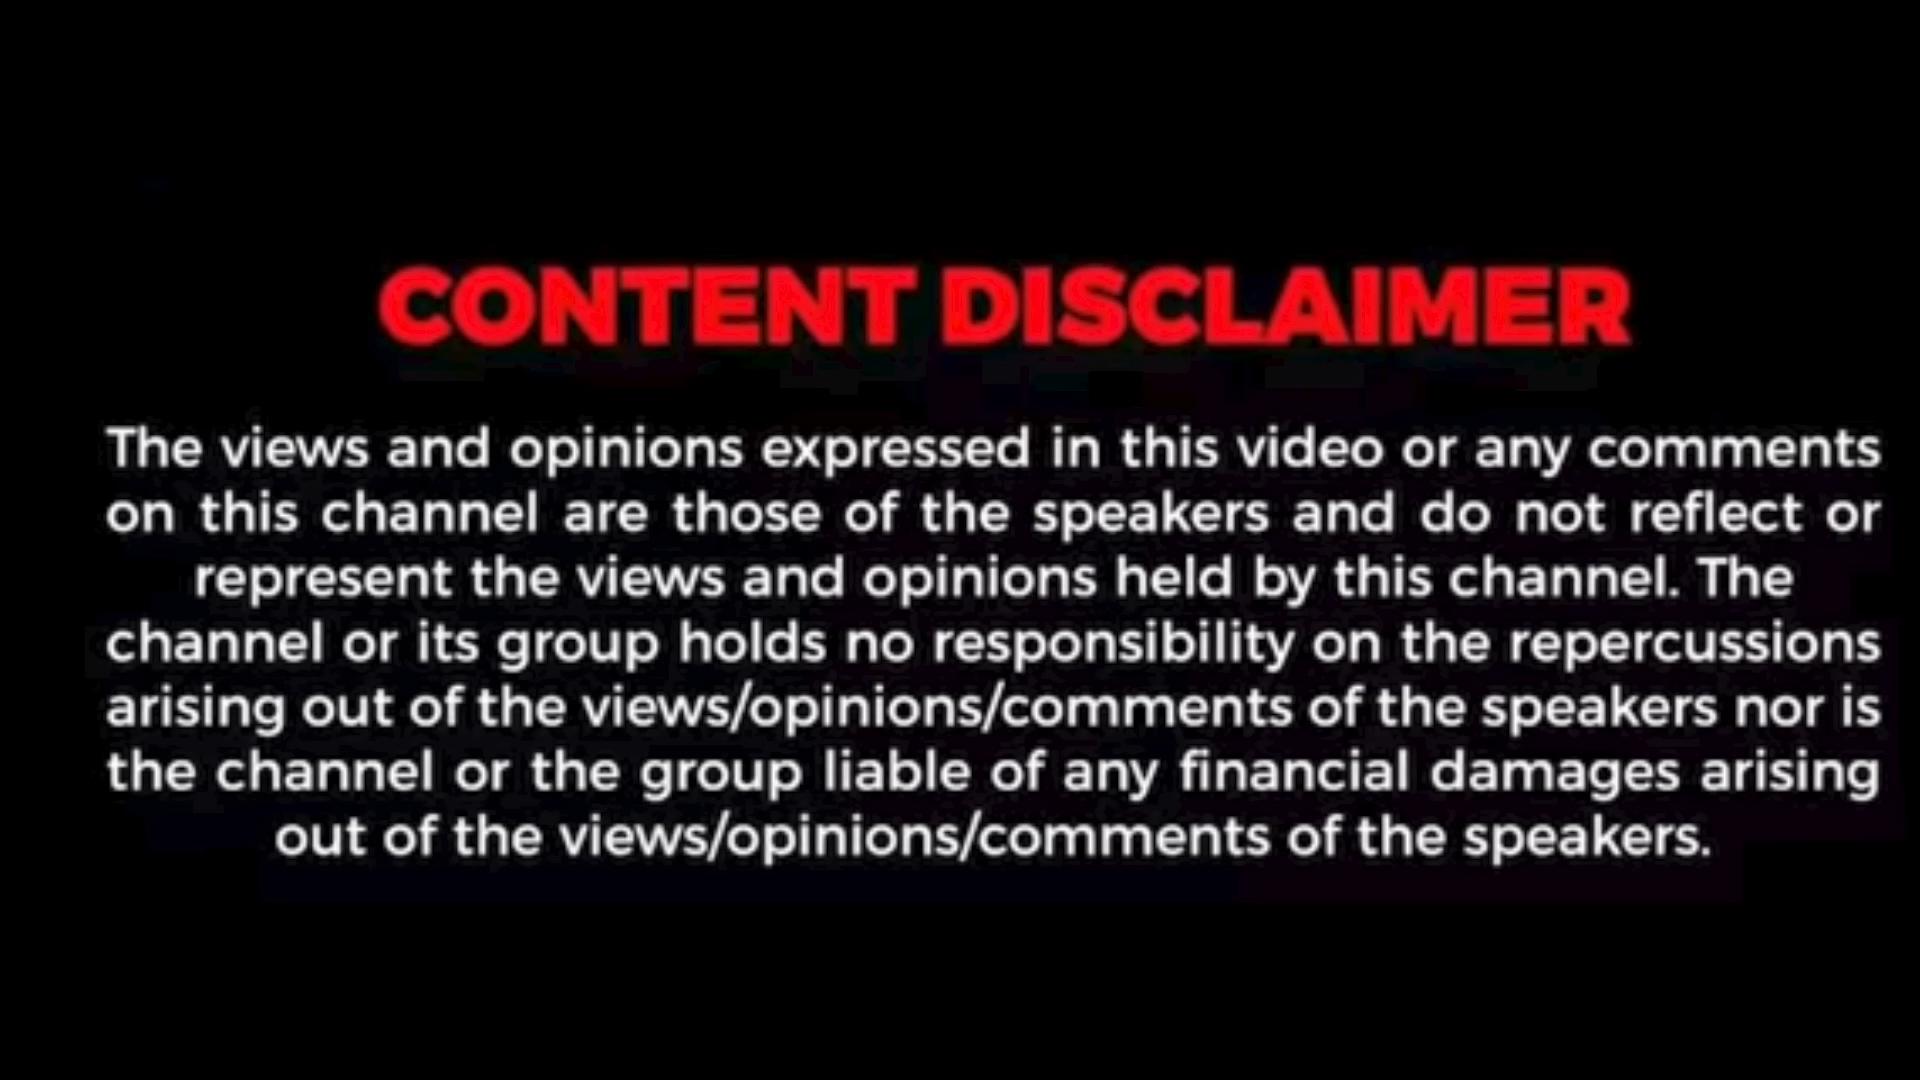 CONTENT DISCLAIMER
The views and opinions expressed in this video or any comments
on this channel are those of the speakers and do not reflect or
represent the views and opinions held by this channel. The
channel or its group holds no responsibility on the repercussions
arising out of the views/opinions/comments of the speakers nor is
the channel or the group liable of any financial damages arising
out of the views/opinions/comments of the speakers.